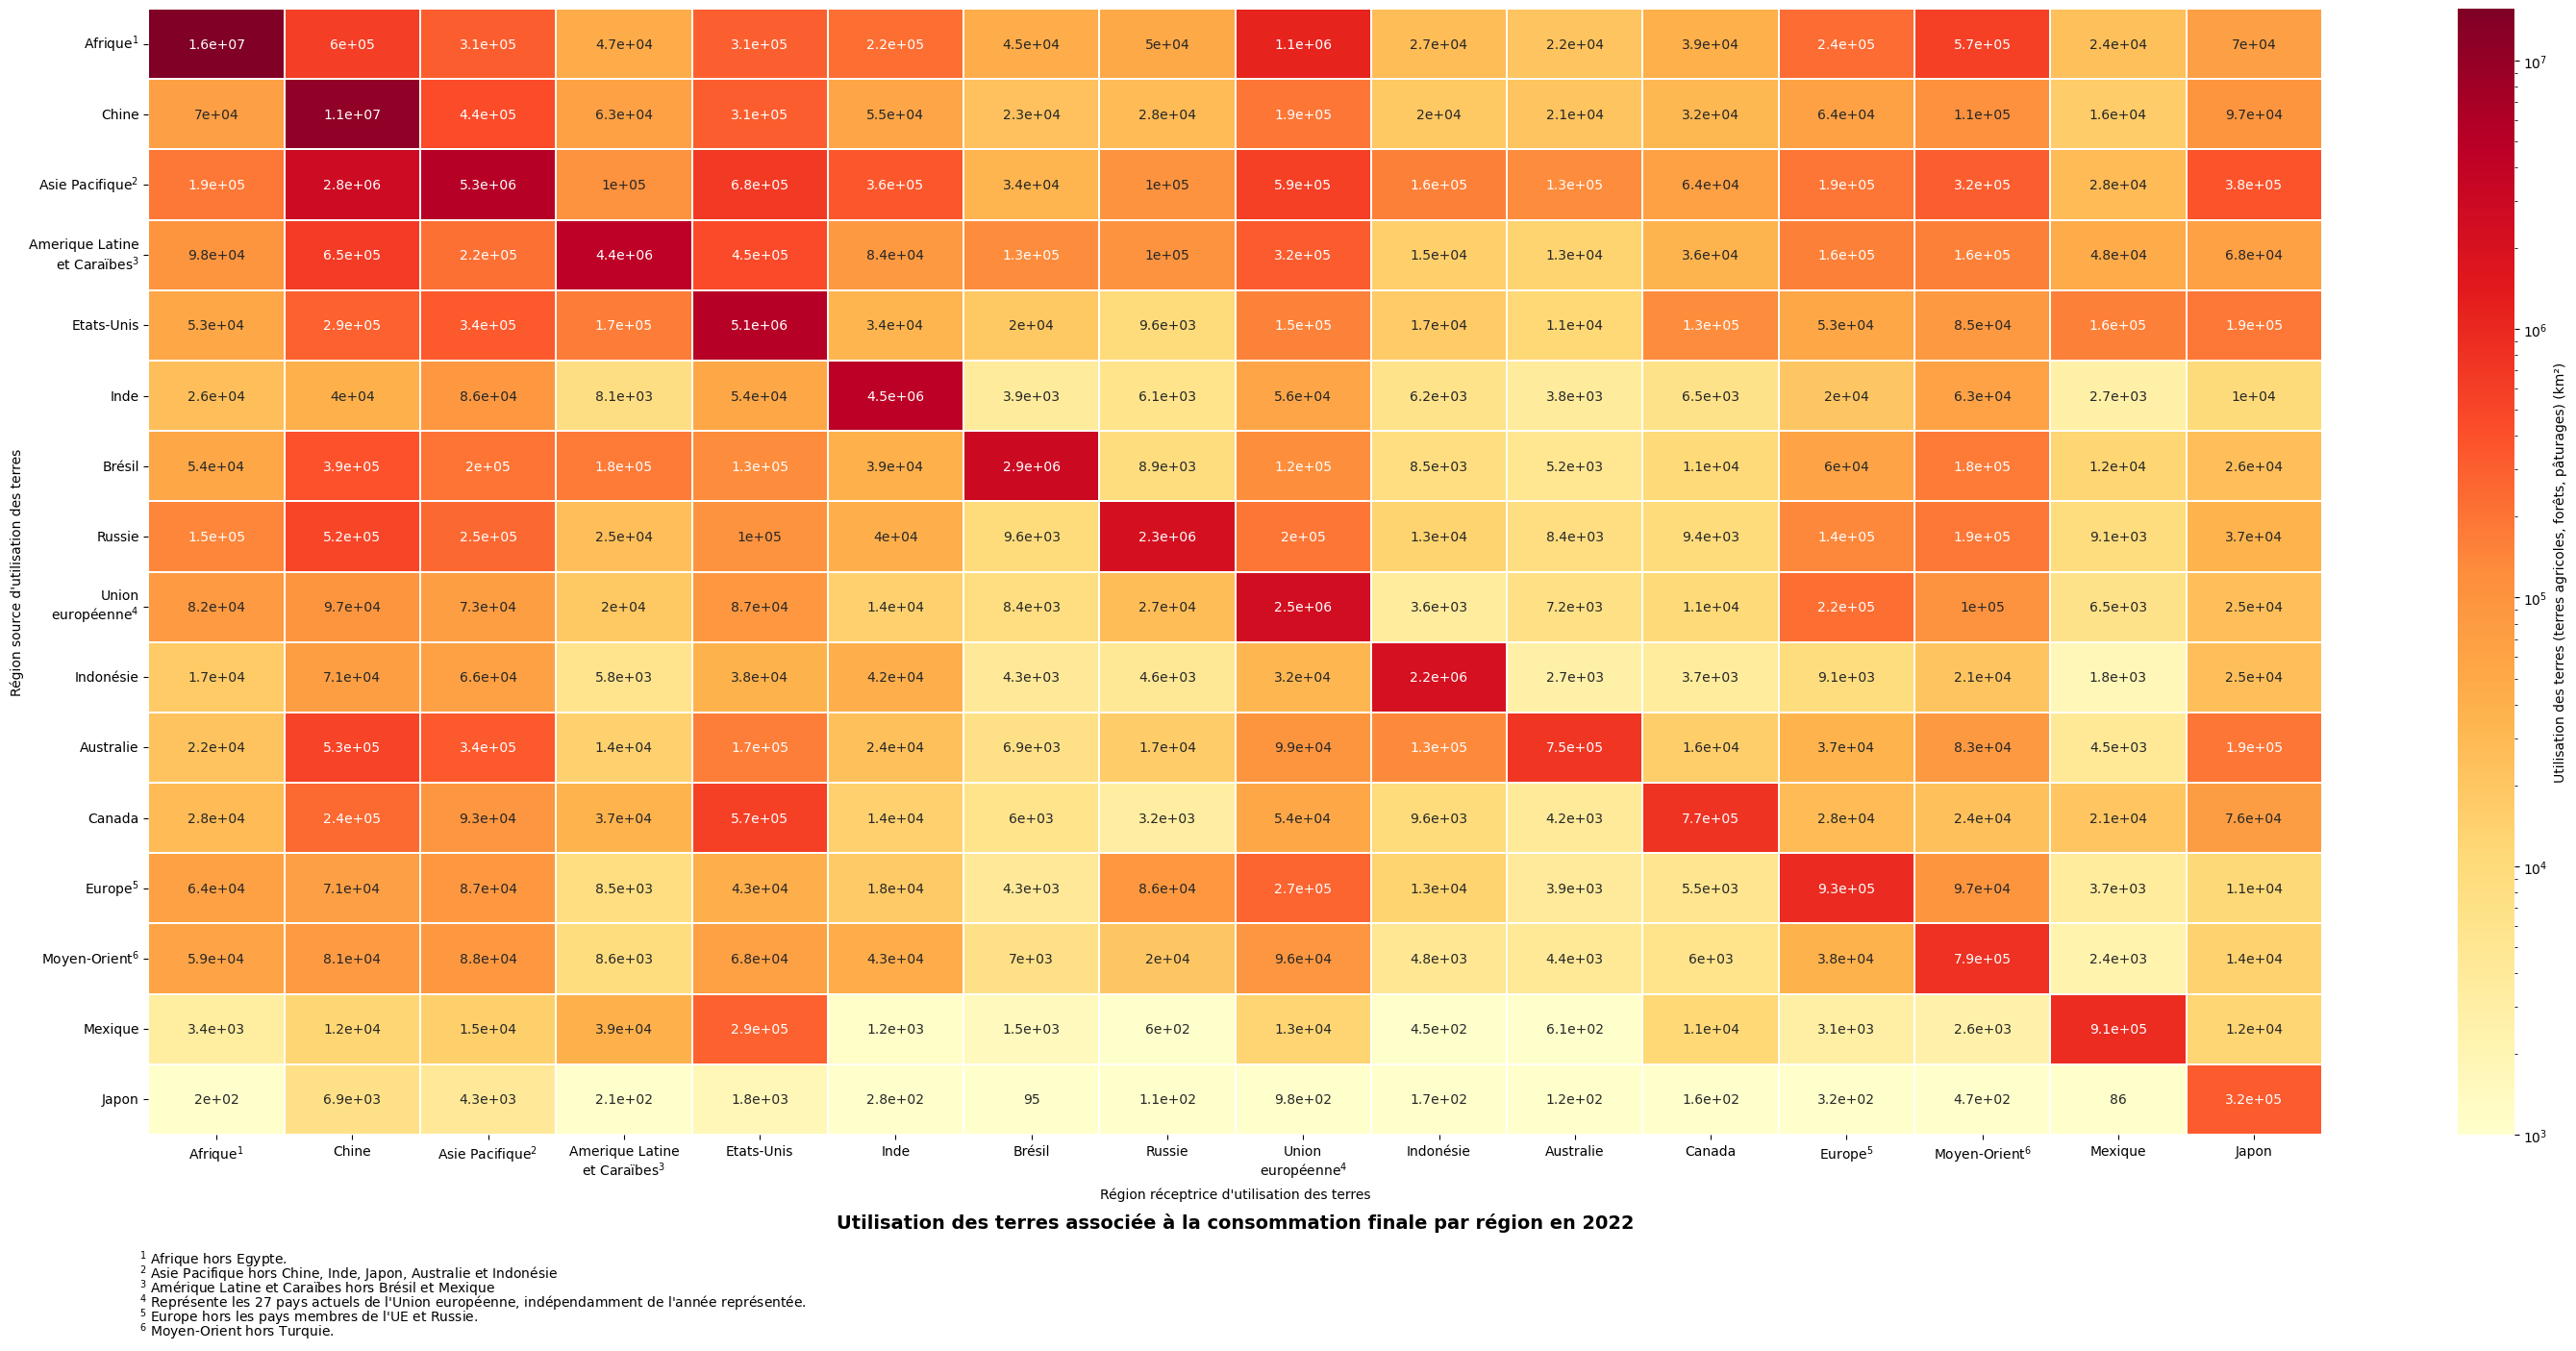 Afrique¹ 1.6e+07 6e+05 3.1e+05 4.7e+04 3.1e+05 2.2e+05 4.5e+04 5e+04 1.1e+06 2.7e+04 2.2e+04 3.9e+04 2.4e+05 5.7e+05 2.4e+04 7e+04
Chine 7e+04 1.1e+07 4.4e+05 6.3e+04 3.1e+05 5.5e+04 2.3e+04 2.8e+04 1.9e+05 2e+04 2.1e+04 3.2e+04 6.4e+04 1.1e+05 1.6e+04 9.7e+04
Asie Pacifique² 1.9e+05 2.8e+06 5.3e+06 1e+05 6.8e+05 3.6e+05 3.4e+04 1e+05 5.9e+05 1.6e+05 1.3e+05 6.4e+04 1.9e+05 3.2e+05 2.8e+04 3.8e+05
Amerique Latine
et Caraïbes³ 9.8e+04 6.5e+05 2.2e+05 4.4e+06 4.5e+05 8.4e+04 1.3e+05 1e+05 3.2e+05 1.5e+04 1.3e+04 3.6e+04 1.6e+05 1.6e+05 4.8e+04 6.8e+04
Etats-Unis 5.3e+04 2.9e+05 3.4e+05 1.7e+05 5.1e+06 3.4e+04 2e+04 9.6e+03 1.5e+05 1.7e+04 1.1e+04 1.3e+05 5.3e+04 8.5e+04 1.6e+05 1.9e+05
Inde 2.6e+04 4e+04 8.6e+04 8.1e+03 5.4e+04 4.5e+06 3.9e+03 6.1e+03 5.6e+04 6.2e+03 3.8e+03 6.5e+03 2e+04 6.3e+04 2.7e+03 1e+04
Brésil 5.4e+04 3.9e+05 2e+05 1.8e+05 1.3e+05 3.9e+04 2.9e+06 8.9e+03 1.2e+05 8.5e+03 5.2e+03 1.1e+04 6e+04 1.8e+05 1.2e+04 2.6e+04
Russie 1.5e+05 5.2e+05 2.5e+05 2.5e+04 1e+05 4e+04 9.6e+03 2.3e+06 2e+05 1.3e+04 8.4e+03 9.4e+03 1.4e+05 1.9e+05 9.1e+03 3.7e+04
Union
européenne⁴ 8.2e+04 9.7e+04 7.3e+04 2e+04 8.7e+04 1.4e+04 8.4e+03 2.7e+04 2.5e+06 3.6e+03 7.2e+03 1.1e+04 2.2e+05 1e+05 6.5e+03 2.5e+04
Indonésie 1.7e+04 7.1e+04 6.6e+04 5.8e+03 3.8e+04 4.2e+04 4.3e+03 4.6e+03 3.2e+04 2.2e+06 2.7e+03 3.7e+03 9.1e+03 2.1e+04 1.8e+03 2.5e+04
Australie 2.2e+04 5.3e+05 3.4e+05 1.4e+04 1.7e+05 2.4e+04 6.9e+03 1.7e+04 9.9e+04 1.3e+05 7.5e+05 1.6e+04 3.7e+04 8.3e+04 4.5e+03 1.9e+05
Canada 2.8e+04 2.4e+05 9.3e+04 3.7e+04 5.7e+05 1.4e+04 6e+03 3.2e+03 5.4e+04 9.6e+03 4.2e+03 7.7e+05 2.8e+04 2.4e+04 2.1e+04 7.6e+04
Europe⁵ 6.4e+04 7.1e+04 8.7e+04 8.5e+03 4.3e+04 1.8e+04 4.3e+03 8.6e+04 2.7e+05 1.3e+04 3.9e+03 5.5e+03 9.3e+05 9.7e+04 3.7e+03 1.1e+04
Moyen-Orient⁶ 5.9e+04 8.1e+04 8.8e+04 8.6e+03 6.8e+04 4.3e+04 7e+03 2e+04 9.6e+04 4.8e+03 4.4e+03 6e+03 3.8e+04 7.9e+05 2.4e+03 1.4e+04
Mexique 3.4e+03 1.2e+04 1.5e+04 3.9e+04 2.9e+05 1.2e+03 1.5e+03 6e+02 1.3e+04 4.5e+02 6.1e+02 1.1e+04 3.1e+03 2.6e+03 9.1e+05 1.2e+04
Japon 2e+02 6.9e+03 4.3e+03 2.1e+02 1.8e+03 2.8e+02 95 1.1e+02 9.8e+02 1.7e+02 1.2e+02 1.6e+02 3.2e+02 4.7e+02 86 3.2e+05
Afrique¹ Chine Asie Pacifique² Amerique Latine Etats-Unis Inde Brésil Russie Union Indonésie Australie Canada Europe⁵ Moyen-Orient⁶ Mexique Japon
et Caraïbes³ européenne⁴
Région source d'utilisation des terres
Région réceptrice d'utilisation des terres
10⁷
10⁶
10⁵
10⁴
10³
Utilisation des terres (terres agricoles, forêts, pâturages) (km²)
Utilisation des terres associée à la consommation finale par région en 2022
¹ Afrique hors Egypte.
² Asie Pacifique hors Chine, Inde, Japon, Australie et Indonésie
³ Amérique Latine et Caraïbes hors Brésil et Mexique
⁴ Représente les 27 pays actuels de l'Union européenne, indépendamment de l'année représentée.
⁵ Europe hors les pays membres de l'UE et Russie.
⁶ Moyen-Orient hors Turquie.